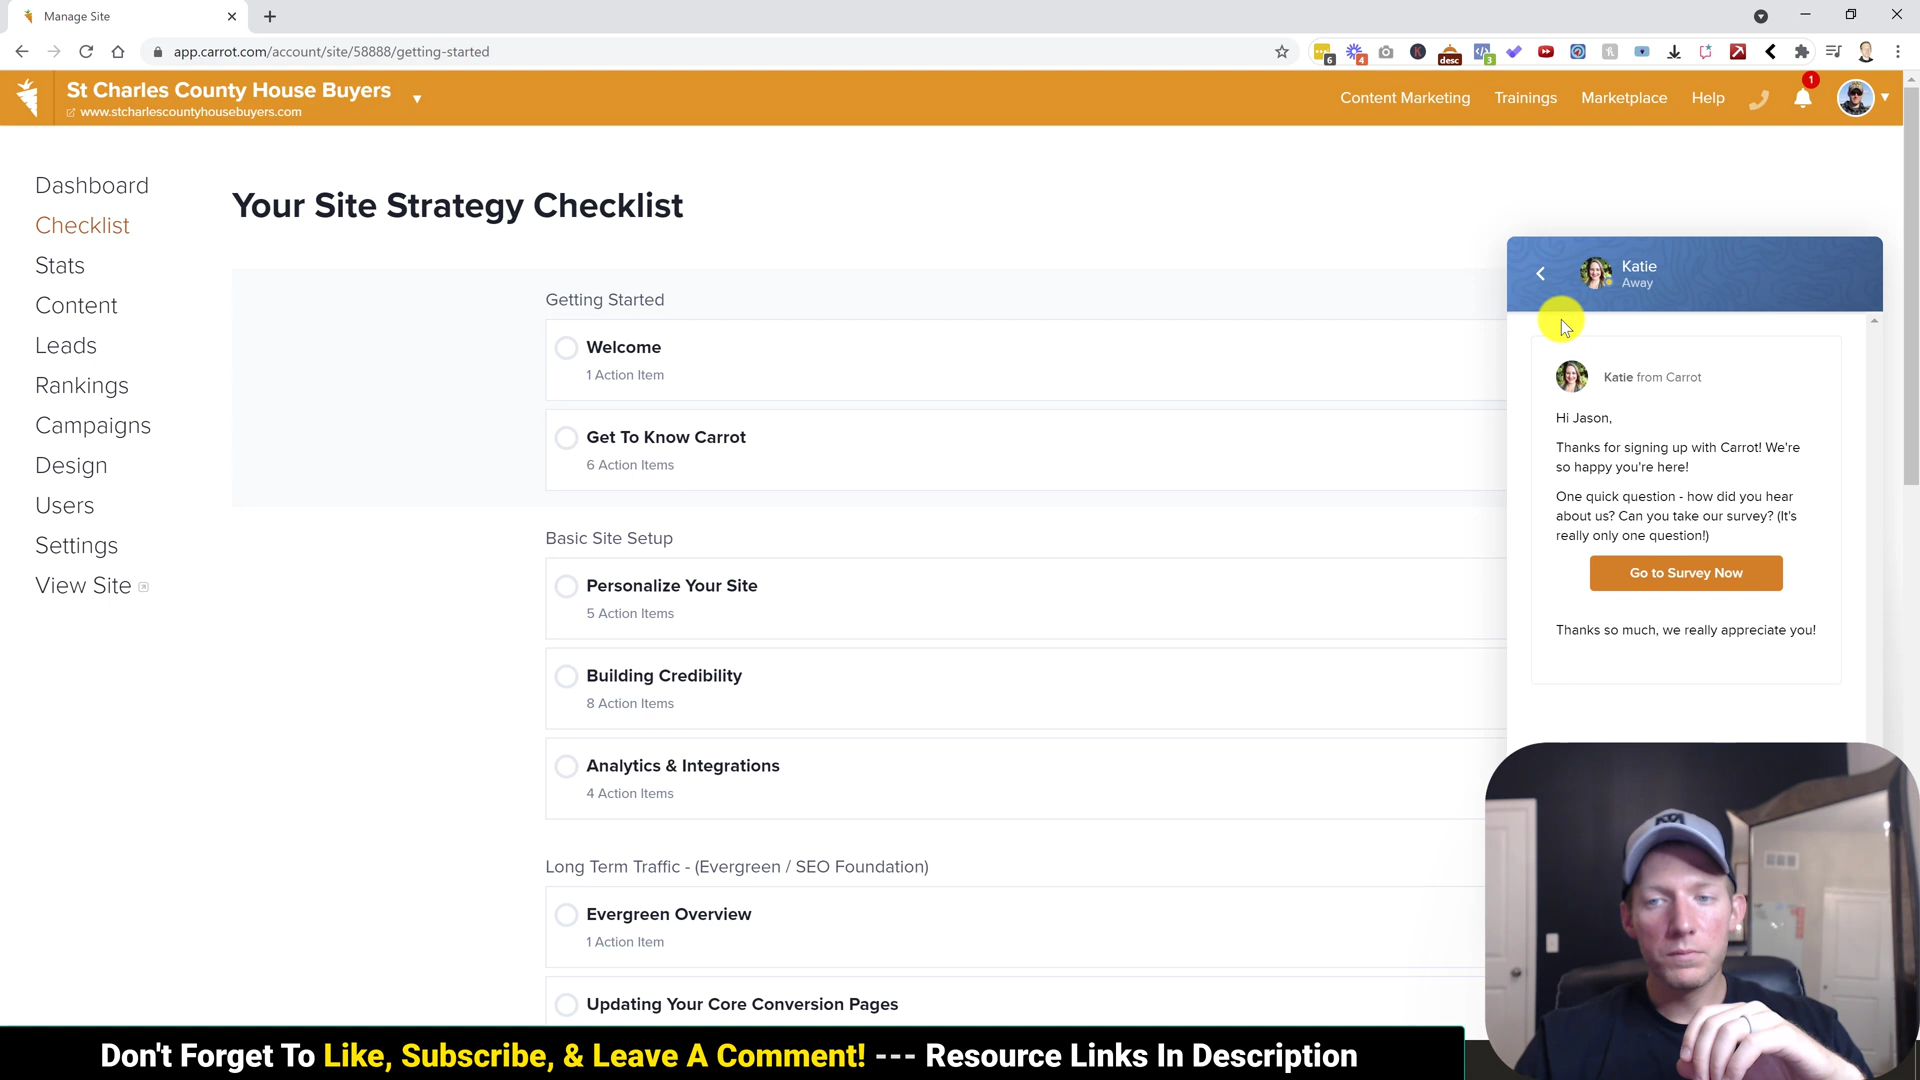 Manage Site
app.carrot.com/account/site/58888/getting-started
6
4
desc
3
St Charles County House Buyers
www.stcharlescountyhousebuyers.com
Content Marketing
Trainings
Marketplace
Help
1
Dashboard
Checklist
Stats
Content
Leads
Rankings
Campaigns
Design
Users
Settings
View Site
Your Site Strategy Checklist
Getting Started
Welcome
1 Action Item
Get To Know Carrot
6 Action Items
Basic Site Setup
Personalize Your Site
5 Action Items
Building Credibility
8 Action Items
Analytics & Integrations
4 Action Items
Long Term Traffic - (Evergreen / SEO Foundation)
Evergreen Overview
1 Action Item
Updating Your Core Conversion Pages
Katie
Away
Katie from Carrot
Hi Jason,
Thanks for signing up with Carrot! We're
so happy you're here!
One quick question - how did you hear
about us? Can you take our survey? (It's
really only one question!)
Go to Survey Now
Thanks so much, we really appreciate you!
Don't Forget To Like, Subscribe, & Leave A Comment! --- Resource Links In Description